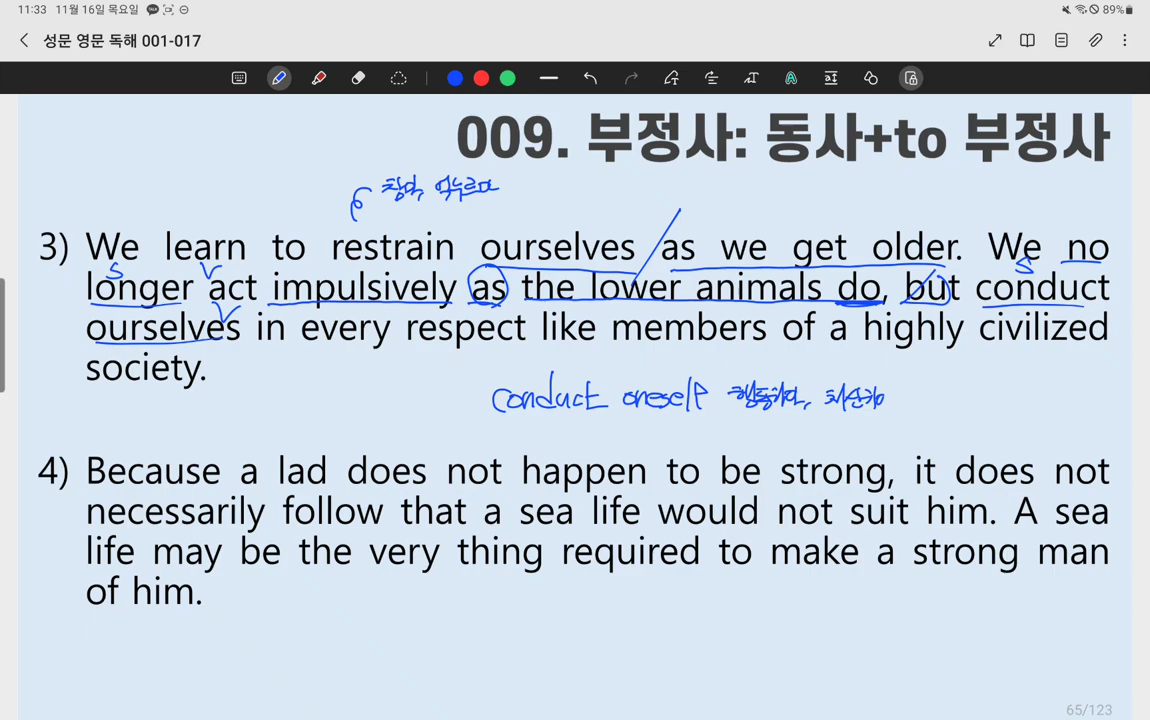 11:33 11월 16일 목요일 89%
성문 영문 독해 001-017
009. 부정사: 동사+to 부정사
참다, 억누르다
3) We learn to restrain ourselves as we get older. We no
S V S
longer act impulsively as the lower animals do, but conduct
V
ourselves in every respect like members of a highly civilized
society.
conduct oneself 행동하다, 처신하
4) Because a lad does not happen to be strong, it does not
necessarily follow that a sea life would not suit him. A sea
life may be the very thing required to make a strong man
of him.
65/123